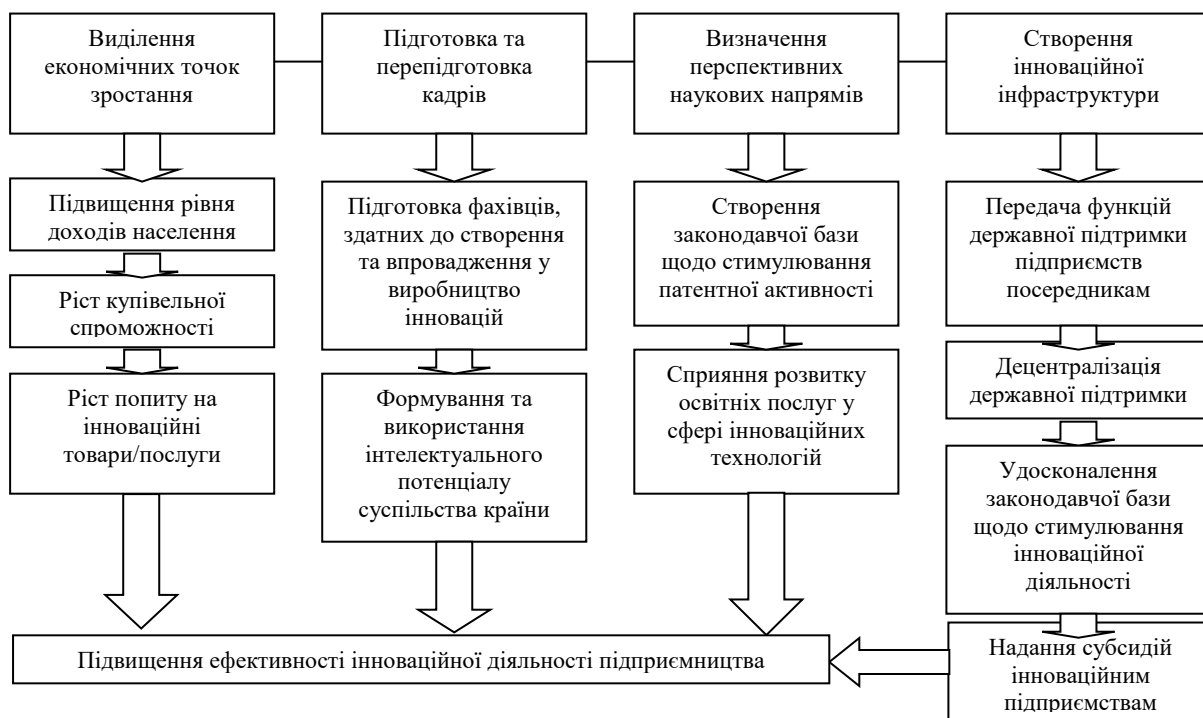 Виділення
економічних точок
зростання
Підготовка та
перепідготовка
кадрів
Визначення
перспективних
наукових напрямів
Створення
інноваційної
інфраструктури
Підвищення рівня
доходів населення
Ріст купівельної
спроможності
Ріст попиту на
інноваційні
товари/послуги
Підготовка фахівців,
здатних до створення
та впровадження у
виробництво
інновацій
Формування та
використання
інтелектуального
потенціалу
суспільства країни
Створення
законодавчої бази
щодо стимулювання
патентної активності
Сприяння розвитку
освітніх послуг у
сфері інноваційних
технологій
Передача функцій
державної підтримки
підприємств
посередникам
Децентралізація
державної підтримки
Удосконалення
законодавчої бази
щодо стимулювання
інноваційної
діяльності
Надання субсидій
інноваційним
підприємствам
Підвищення ефективності інноваційної діяльності підприємництва